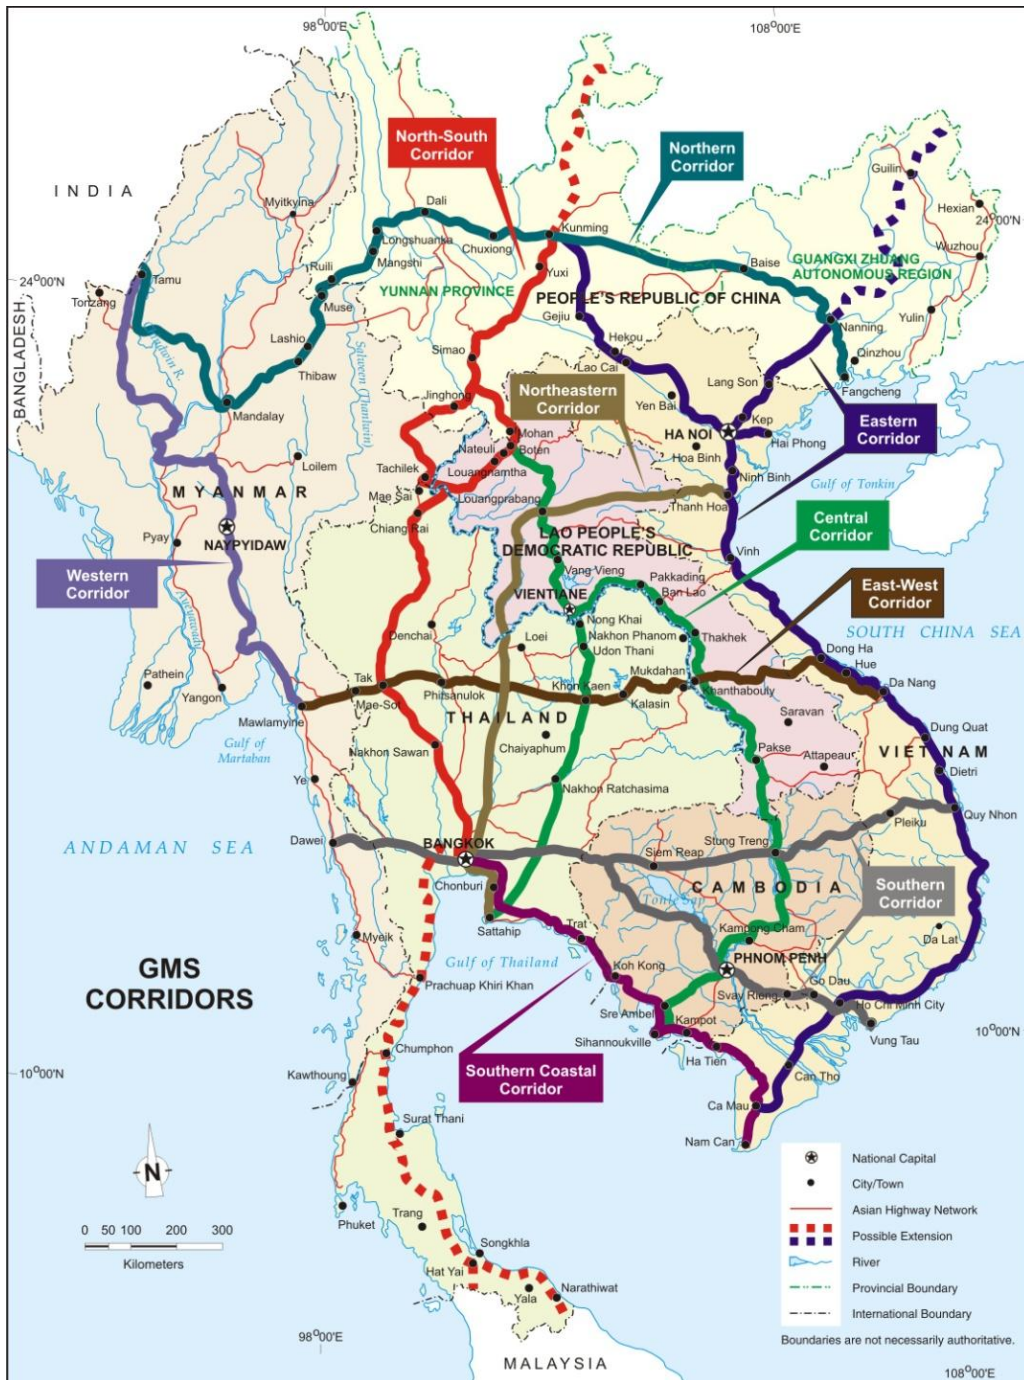 98°00'E
108°00'E
North-South
Corridor
Northern
Corridor
INDIA
Guilin
Hexian
24°00'N
Myitkyina
Dali
Kunming
Wuzhou
Longshuanka
Chuxiong
Baise
GUANGXI ZHUANG
AUTONOMOUS REGION
24°00'N
Tamu
Ruili
Mangshi
Yuxi
Tonzang
YUNNAN PROVINCE
PEOPLE'S REPUBLIC OF CHINA
Muse
Gejiu
Nanning
Yulin
BANGLADESH
Chindwin R.
Lashio
Salween (Thanlwin)
Simao
Hekou
Lao Cai
Qinzhou
Thibaw
Northeastern
Corridor
Lang Son
Fangcheng
Mandalay
Jinghong
Yen Bai
Kep
Eastern
Corridor
Mohan
HA NOI
Hai Phong
Nateuli
Boten
Hoa Binh
Loilem
Louangnamtha
Tachilek
Ninh Binh
Gulf of Tonkin
MYANMAR
Mae Sai
Louangprabang
Thanh Hoa
Chiang Rai
Central
Corridor
NAYPYIDAW
LAO PEOPLE'S
DEMOCRATIC REPUBLIC
Pyay
Vinh
Western
Corridor
Vang Vieng
Pakkading
East-West
Corridor
VIENTIANE
Ban Lao
Ayeyawady
Nong Khai
Denchai
Loei
Nakhon Phanom
Thakhek
SOUTH CHINA SEA
Udon Thani
Dong Ha
Hue
Pathein
Mukdahan
Tak
Phitsanulok
Khon Kaen
Khanthabouly
Da Nang
Yangon
Mae-Sot
Kalasin
Mawlamyine
THAILAND
Saravan
Gulf of
Martaban
Chaiyaphum
Dung Quat
Nakhon Sawan
Pakse
VIET NAM
Attapeau
Ye
Dietri
Nakhon Ratchasima
Quy Nhon
Pleiku
Dawei
BANGKOK
Stung Treng
ANDAMAN SEA
Siem Reap
Chonburi
CAMBODIA
Southern
Corridor
Tonle Sap
Sattahip
Trat
Kampong Cham
Myeik
Da Lat
Gulf of Thailand
GMS
CORRIDORS
PHNOM PENH
Koh Kong
Prachuap Khiri Khan
Go Dau
Svay Rieng
Ho Chi Minh City
Sre Ambel
Kampot
10°00'N
Sihannoukville
Vung Tau
Chumphon
Ha Tien
10°00'N
Southern Coastal
Corridor
Can Tho
Kawthoung
Ca Mau
Surat Thani
Nam Can
N
National Capital
City/Town
Phuket
Asian Highway Network
Trang
0 50 100 200 300
Possible Extension
Songkhla
Kilometers
River
Hat Yai
Narathiwat
Provincial Boundary
Yala
International Boundary
98°00'E
Boundaries are not necessarily authoritative.
MALAYSIA
108°00'E